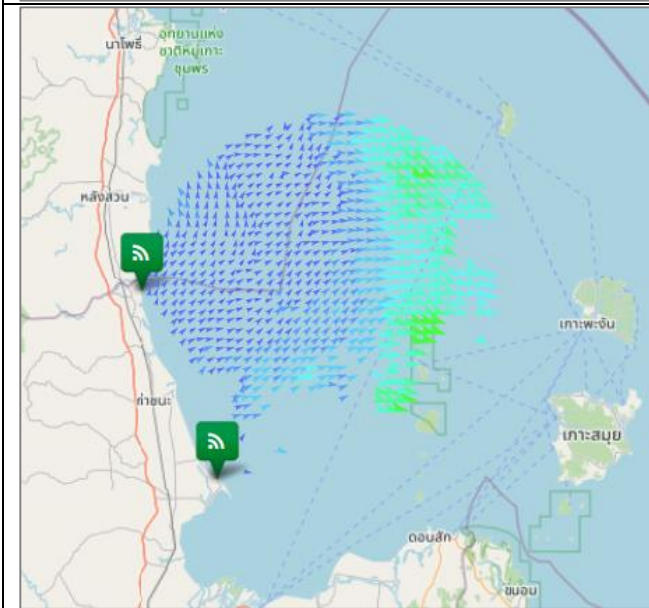 นาโพธิ์
อุทยานแห่ง
ชาติหมู่เกาะ
ชุมพร
หลังสวน
เกาะพะงัน
ท่าชนะ
เกาะสมุย
ดอนสัก
ขนอม